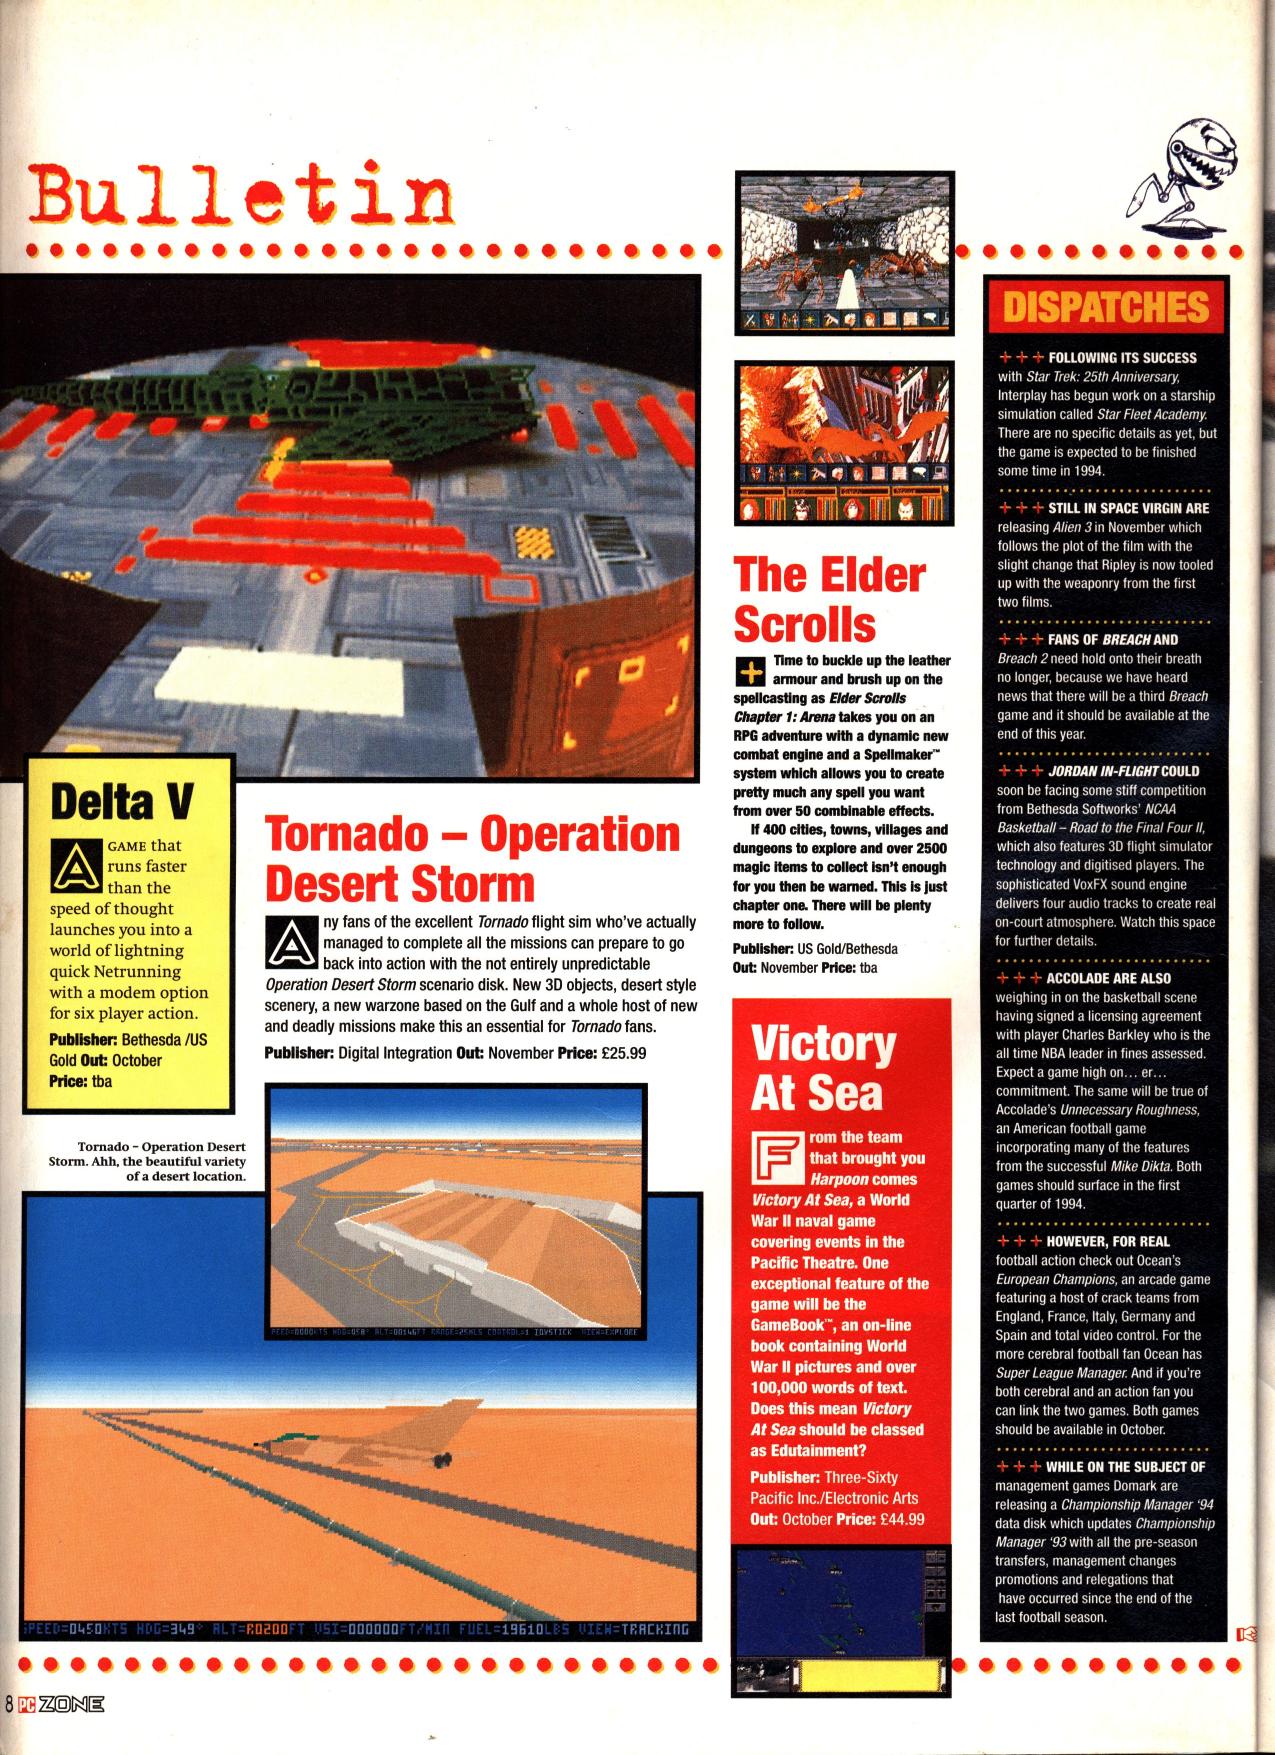 Bulletin
Delta V
A GAME that
runs faster
than the
speed of thought
launches you into a
world of lightning
quick Netrunning
with a modem option
for six player action.
Publisher: Bethesda /US
Gold Out: October
Price: tba
Tornado – Operation
Desert Storm
Any fans of the excellent Tornado flight sim who've actually
managed to complete all the missions can prepare to go
back into action with the not entirely unpredictable
Operation Desert Storm scenario disk. New 3D objects, desert style
scenery, a new warzone based on the Gulf and a whole host of new
and deadly missions make this an essential for Tornado fans.
Publisher: Digital Integration Out: November Price: £25.99
Tornado – Operation Desert
Storm. Ahh, the beautiful variety
of a desert location.
PEED=0000KTS HDG=058° ALT=00146FT RANGE=25MLS CONTROL=1 JOYSTICK VIEW=EXPLORE
SPEED=0450KTS HDG=349° ALT=R0200FT VSI=000000FT/MIN FUEL=19610LBS VIEW=TRACKING
The Elder
Scrolls
+ Time to buckle up the leather
armour and brush up on the
spellcasting as Elder Scrolls
Chapter 1: Arena takes you on an
RPG adventure with a dynamic new
combat engine and a Spellmaker™
system which allows you to create
pretty much any spell you want
from over 50 combinable effects.
If 400 cities, towns, villages and
dungeons to explore and over 2500
magic items to collect isn't enough
for you then be warned. This is just
chapter one. There will be plenty
more to follow.
Publisher: US Gold/Bethesda
Out: November Price: tba
Victory
At Sea
From the team
that brought you
Harpoon comes
Victory At Sea, a World
War II naval game
covering events in the
Pacific Theatre. One
exceptional feature of the
game will be the
GameBook™, an on-line
book containing World
War II pictures and over
100,000 words of text.
Does this mean Victory
At Sea should be classed
as Edutainment?
Publisher: Three-Sixty
Pacific Inc./Electronic Arts
Out: October Price: £44.99
DISPATCHES
+ + + FOLLOWING ITS SUCCESS
with Star Trek: 25th Anniversary,
Interplay has begun work on a starship
simulation called Star Fleet Academy.
There are no specific details as yet, but
the game is expected to be finished
some time in 1994.
+ + + STILL IN SPACE VIRGIN ARE
releasing Alien 3 in November which
follows the plot of the film with the
slight change that Ripley is now tooled
up with the weaponry from the first
two films.
+ + + FANS OF BREACH AND
Breach 2 need hold onto their breath
no longer, because we have heard
news that there will be a third Breach
game and it should be available at the
end of this year.
+ + + JORDAN IN-FLIGHT COULD
soon be facing some stiff competition
from Bethesda Softworks' NCAA
Basketball – Road to the Final Four II,
which also features 3D flight simulator
technology and digitised players. The
sophisticated VoxFX sound engine
delivers four audio tracks to create real
on-court atmosphere. Watch this space
for further details.
+ + + ACCOLADE ARE ALSO
weighing in on the basketball scene
having signed a licensing agreement
with player Charles Barkley who is the
all time NBA leader in fines assessed.
Expect a game high on... er...
commitment. The same will be true of
Accolade's Unnecessary Roughness,
an American football game
incorporating many of the features
from the successful Mike Dikta. Both
games should surface in the first
quarter of 1994.
+ + + HOWEVER, FOR REAL
football action check out Ocean's
European Champions, an arcade game
featuring a host of crack teams from
England, France, Italy, Germany and
Spain and total video control. For the
more cerebral football fan Ocean has
Super League Manager. And if you're
both cerebral and an action fan you
can link the two games. Both games
should be available in October.
+ + + WHILE ON THE SUBJECT OF
management games Domark are
releasing a Championship Manager '94
data disk which updates Championship
Manager '93 with all the pre-season
transfers, management changes
promotions and relegations that
have occurred since the end of the
last football season.
8 PC ZONE